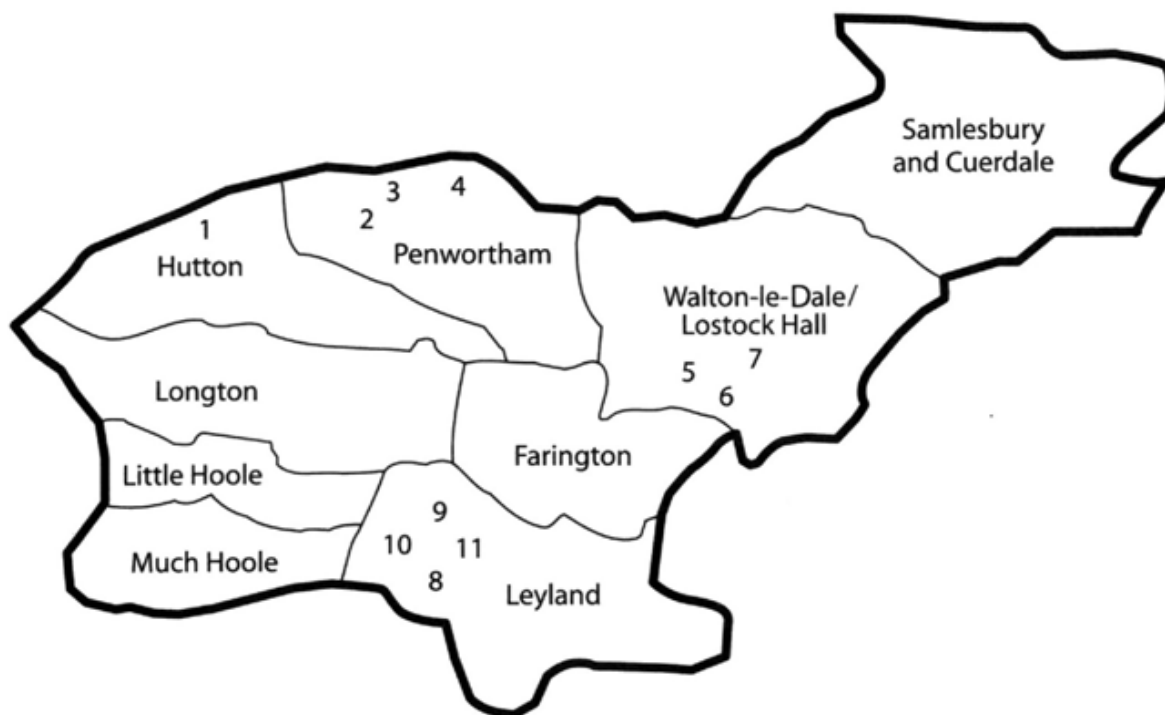 Samlesbury
and Cuerdale
3
4
2
1
Penwortham
Hutton
Walton-le-Dale/
Lostock Hall
7
5
6
Longton
Farington
Little Hoole
9
10
11
Much Hoole
8
Leyland